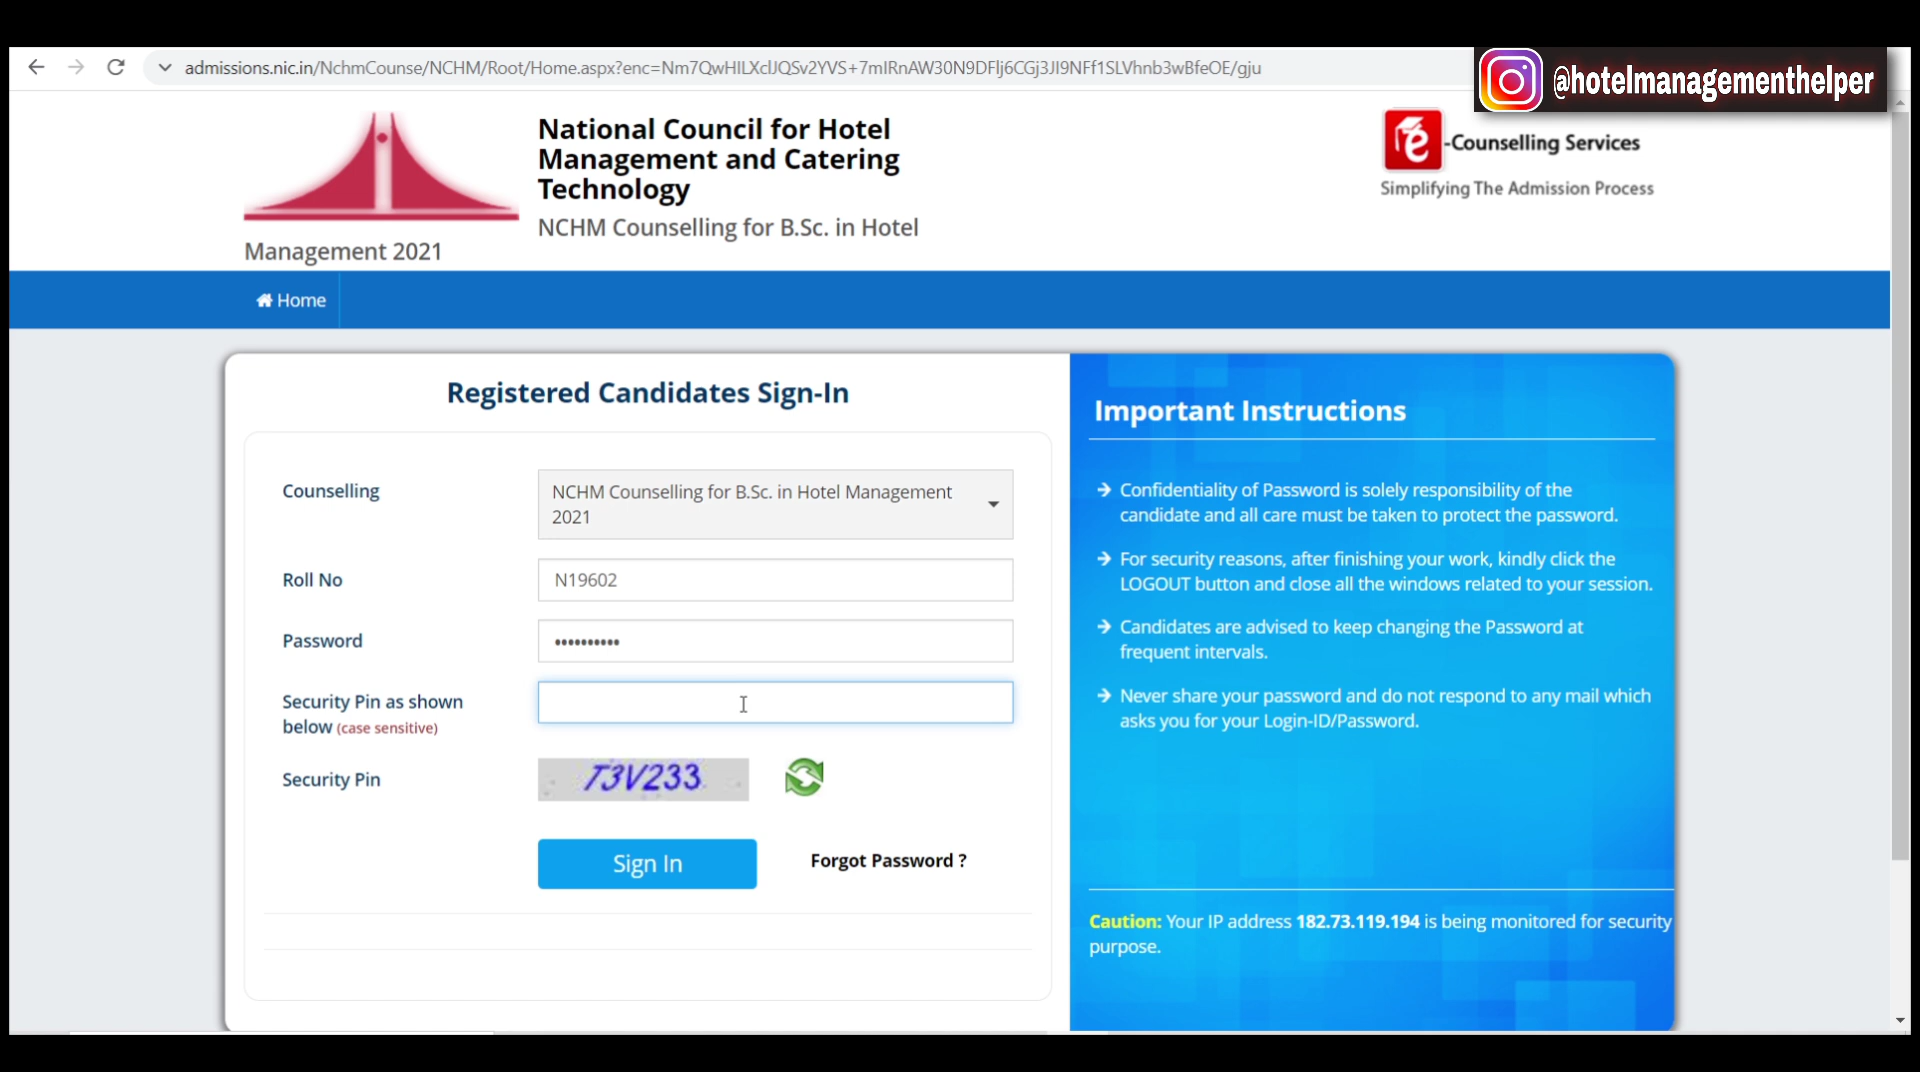 admissions.nic.in/NchmCounse/NCHM/Root/Home.aspx?enc=Nm7QwHILXclJQSv2YVS+7mIRnAW30N9DFlj6CGj3JI9NFf1SLVhnb3wBfeOE/gju
@hotelmanagementhelper
National Council for Hotel
Management and Catering
Technology
NCHM Counselling for B.Sc. in Hotel
Management 2021
e-Counselling Services
Simplifying The Admission Process
Home
Registered Candidates Sign-In
Counselling
NCHM Counselling for B.Sc. in Hotel Management
2021
Roll No
N19602
Password
••••••••••
Security Pin as shown
below (case sensitive)
Security Pin
T3V233
Sign In
Forgot Password ?
Important Instructions
Confidentiality of Password is solely responsibility of the
candidate and all care must be taken to protect the password.
For security reasons, after finishing your work, kindly click the
LOGOUT button and close all the windows related to your session.
Candidates are advised to keep changing the Password at
frequent intervals.
Never share your password and do not respond to any mail which
asks you for your Login-ID/Password.
Caution: Your IP address 182.73.119.194 is being monitored for security
purpose.